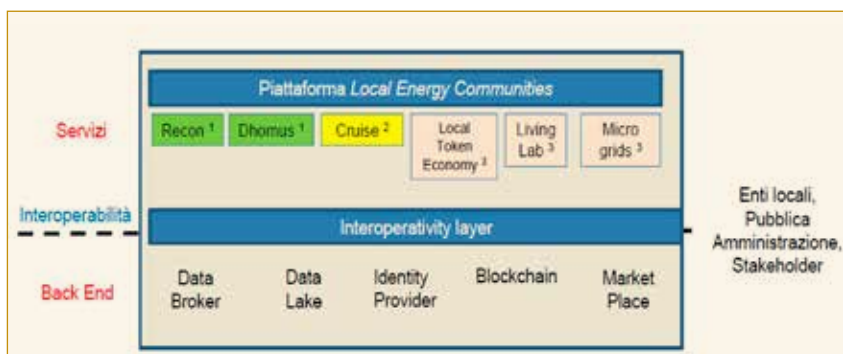 Piattaforma Local Energy Communities
Servizi
Recon 1
Dhomus 1
Cruise 2
Local
Token
Economy 3
Living
Lab 3
Micro
grids 3
Interoperabilità
Interoperativity layer
Enti locali,
Pubblica
Amministrazione,
Stakeholder
Back End
Data
Broker
Data
Lake
Identity
Provider
Blockchain
Market
Place